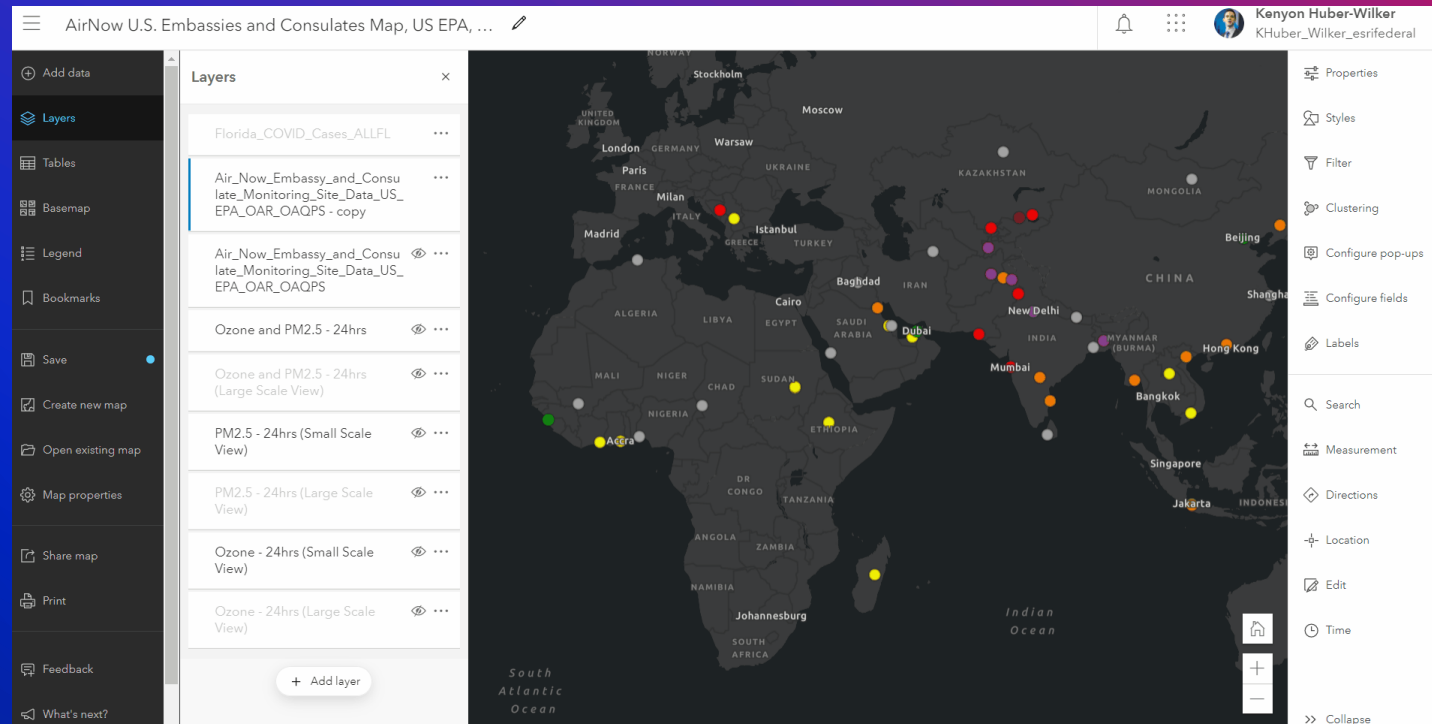 AirNow U.S. Embassies and Consulates Map, US EPA, ...
Kenyon Huber-Wilker
KHuber_Wilker_esrifederal
Add data
Layers
Tables
Basemap
Legend
Bookmarks
Save
Create new map
Open existing map
Map properties
Share map
Print
Feedback
What's next?
Layers
Florida_COVID_Cases_ALLFL
Air_Now_Embassy_and_Consu
late_Monitoring_Site_Data_US_
EPA_OAR_OAQPS - copy
Air_Now_Embassy_and_Consu
late_Monitoring_Site_Data_US_
EPA_OAR_OAQPS
Ozone and PM2.5 - 24hrs
Ozone and PM2.5 - 24hrs
(Large Scale View)
PM2.5 - 24hrs (Small Scale
View)
PM2.5 - 24hrs (Large Scale
View)
Ozone - 24hrs (Small Scale
View)
Ozone - 24hrs (Large Scale
View)
Add layer
NORWAY
Stockholm
Moscow
UNITED
KINGDOM
London
GERMANY
Warsaw
Paris
UKRAINE
FRANCE
KAZAKHSTAN
MONGOLIA
Milan
ITALY
Madrid
Istanbul
GREECE
TURKEY
Beijing
Baghdad
IRAN
CHINA
Cairo
Shangha
ALGERIA
LIBYA
EGYPT
SAUDI
ARABIA
Dubai
New Delhi
INDIA
MYANMAR
(BURMA)
Hong Kong
Mumbai
MALI
NIGER
CHAD
SUDAN
Bangkok
NIGERIA
ETHIOPIA
Accra
Singapore
DR
CONGO
TANZANIA
Jakarta
INDONES
ANGOLA
ZAMBIA
NAMIBIA
Johannesburg
SOUTH
AFRICA
Indian
Ocean
South
Atlantic
Ocean
Properties
Styles
Filter
Clustering
Configure pop-ups
Configure fields
Labels
Search
Measurement
Directions
Location
Edit
Time
Collapse